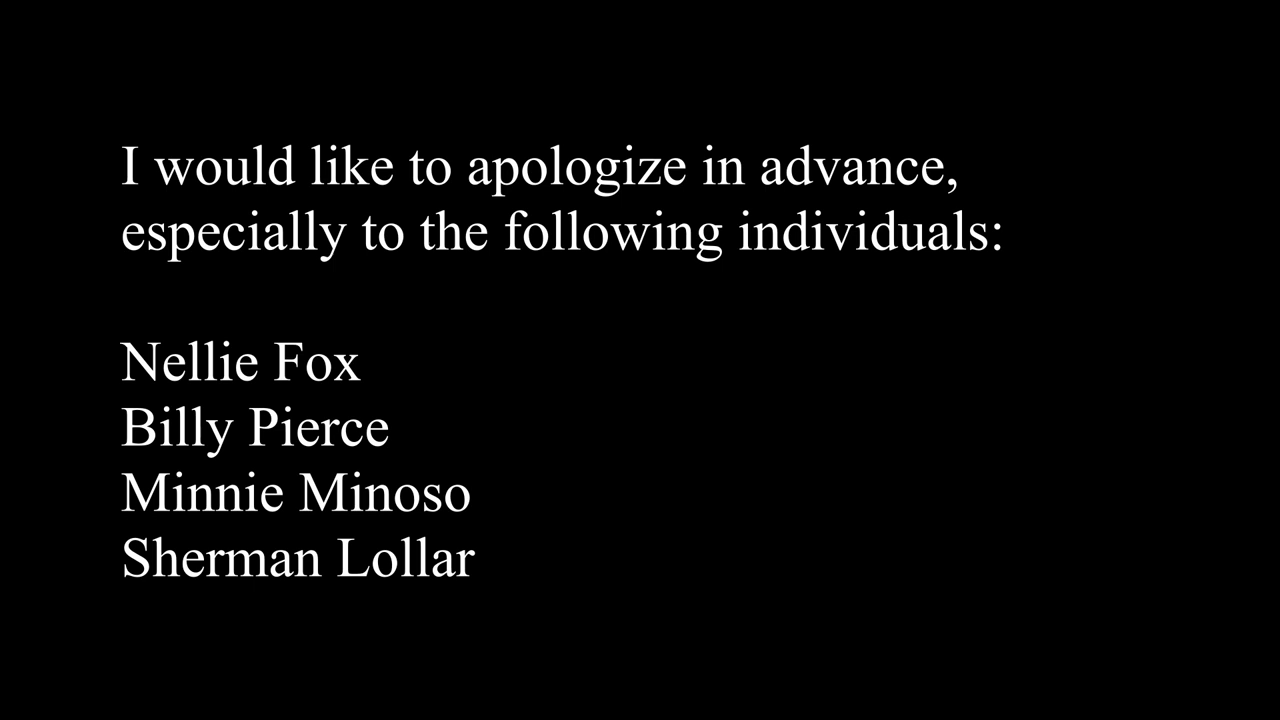 I would like to apologize in advance,
especially to the following individuals:
Nellie Fox
Billy Pierce
Minnie Minoso
Sherman Lollar